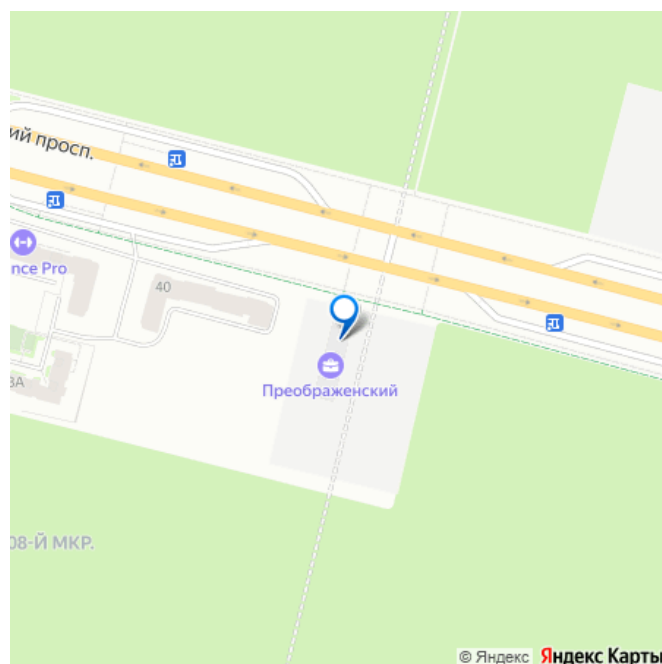 ий просп.
nce Pro
40
3А
Преображенский
08-Й МКР.
© Яндекс Яндекс Карты